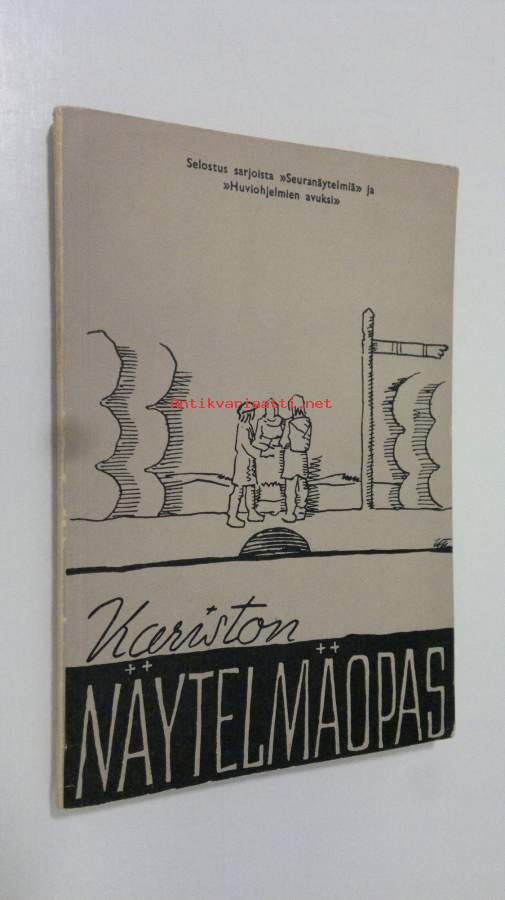 Selostus sarjoista »Seuranäytelmiä» ja
»Huviohjelmien avuksi»
antikvariaatti.net
Kariston
NÄYTELMÄOPAS